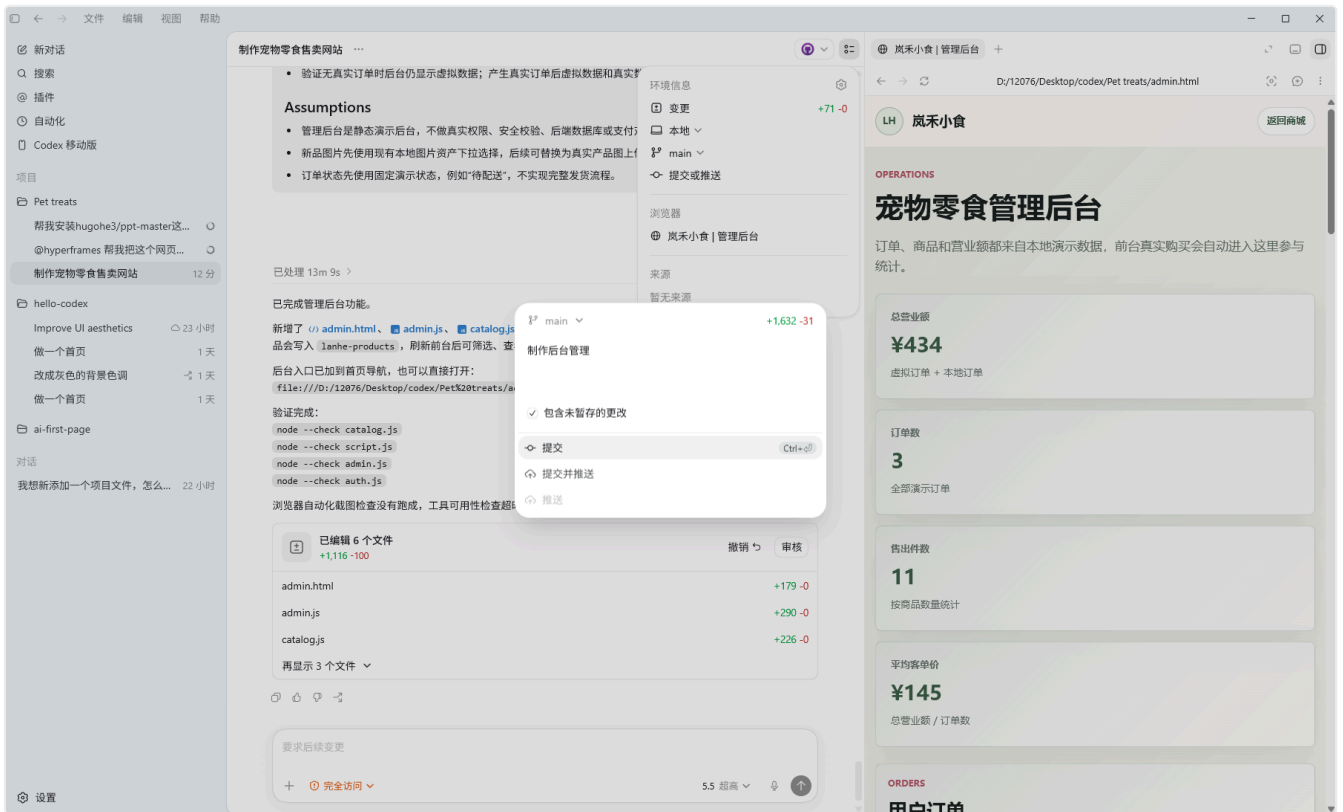 文件 编辑 视图 帮助
新对话
搜索
插件
自动化
Codex 移动版
项目
Pet treats
帮我安装hugohe3/ppt-master这...
@hyperframes 帮我把这个网页...
制作宠物零食售卖网站 12 分
hello-codex
Improve UI aesthetics 23 小时
做一个首页 1 天
改成灰色的背景色调 1 天
做一个首页 1 天
ai-first-page
对话
我想新添加一个项目文件，怎么... 22 小时
设置
制作宠物零食售卖网站 ···
验证无真实订单时后台仍显示虚拟数据；产生真实订单后虚拟数据和真实
Assumptions
管理后台是静态演示后台，不做真实权限、安全校验、后端数据库或支付
新品图片先使用现有本地图片资产下拉选择，后续可替换为真实产品图上
订单状态先使用固定演示状态，例如“待配送”，不实现完整发货流程。
已处理 13m 9s
已完成管理后台功能。
新增了 admin.html、 admin.js、 catalog.js
品会写入 lanhe-products，刷新前台后可筛选、查
后台入口已加到首页导航，也可以直接打开：
file:///D:/12076/Desktop/codex/Pet%20treats/a
验证完成：
node --check catalog.js
node --check script.js
node --check admin.js
node --check auth.js
浏览器自动化截图检查没有跑成，工具可用性检查超
已编辑 6 个文件
+1,116 -100
撤销 审核
admin.html +179 -0
admin.js +290 -0
catalog.js +226 -0
再显示 3 个文件
要求后续变更
完全访问 5.5 超高
环境信息
变更 +71 -0
本地
main
提交或推送
浏览器
岚禾小食 | 管理后台
来源
暂无来源
main +1,632 -31
制作后台管理
包含未暂存的更改
提交 Ctrl+⏎
提交并推送
推送
岚禾小食 | 管理后台
D:/12076/Desktop/codex/Pet treats/admin.html
LH 岚禾小食 返回商城
OPERATIONS
宠物零食管理后台
订单、商品和营业额都来自本地演示数据，前台真实购买会自动进入这里参与
统计。
总营业额
¥434
虚拟订单 + 本地订单
订单数
3
全部演示订单
售出件数
11
按商品数量统计
平均客单价
¥145
总营业额 / 订单数
ORDERS
用户订单